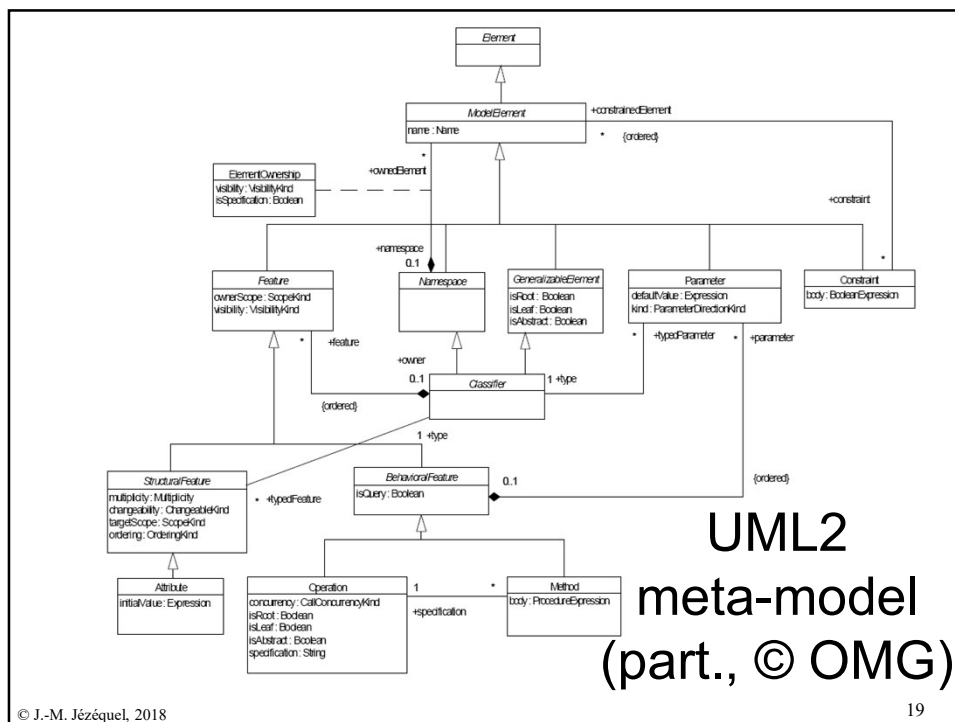 Element
ModelElement
name : Name
+constrainedElement
*
{ordered}
*
+ownedElement
ElementOwnership
visibility : VisibilityKind
isSpecification : Boolean
+constraint
*
+namespace
0..1
Feature
ownerScope : ScopeKind
visibility : VisibilityKind
Namespace
GeneralizableElement
isRoot : Boolean
isLeaf : Boolean
isAbstract : Boolean
Parameter
defaultValue : Expression
kind : ParameterDirectionKind
Constraint
body : BooleanExpression
*
+feature
+owner
0..1
{ordered}
Classifier
1 +type
*
+typedParameter
*
+parameter
1 +type
StructuralFeature
multiplicity : Multiplicity
changeability : ChangeableKind
targetScope : ScopeKind
ordering : OrderingKind
* +typedFeature
BehavioralFeature
isQuery : Boolean
0..1
{ordered}
Attribute
initialValue : Expression
Operation
concurrency : CallConcurrencyKind
isRoot : Boolean
isLeaf : Boolean
isAbstract : Boolean
specification : String
1
+specification
*
Method
body : ProcedureExpression
UML2
meta-model
(part., © OMG)
© J.-M. Jézéquel, 2018
19